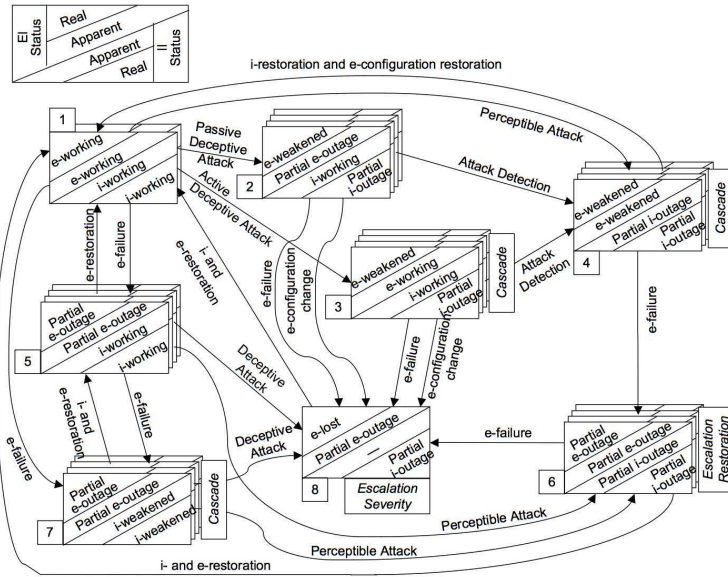 EI Status
Real
Apparent
Apparent
Real
II Status
i-restoration and e-configuration restoration
Perceptible Attack
1
e-working
e-working
i-working
i-working
Passive
Deceptive
Attack
Active
Deceptive Attack
2
e-weakened
Partial e-outage
i-working
Partial
i-outage
Attack Detection
4
e-weakened
e-weakened
Partial i-outage
Partial
i-outage
Cascade
e-restoration
e-failure
i- and
e-restoration
e-failure
e-configuration
change
3
e-weakened
e-working
i-working
Partial
i-outage
Cascade
Attack
Detection
e-failure
5
Partial
e-outage
Partial e-outage
i-working
i-working
Deceptive
Attack
e-failure
e-configuration
change
i- and
e-restoration
e-failure
e-failure
Deceptive
Attack
8
e-lost
Partial e-outage
—
Partial
i-outage
Escalation
Severity
e-failure
6
Partial
e-outage
Partial e-outage
Partial i-outage
Partial
i-outage
Escalation
Restoration
7
Partial
e-outage
Partial e-outage
i-weakened
i-weakened
Cascade
Perceptible Attack
Perceptible Attack
i- and e-restoration